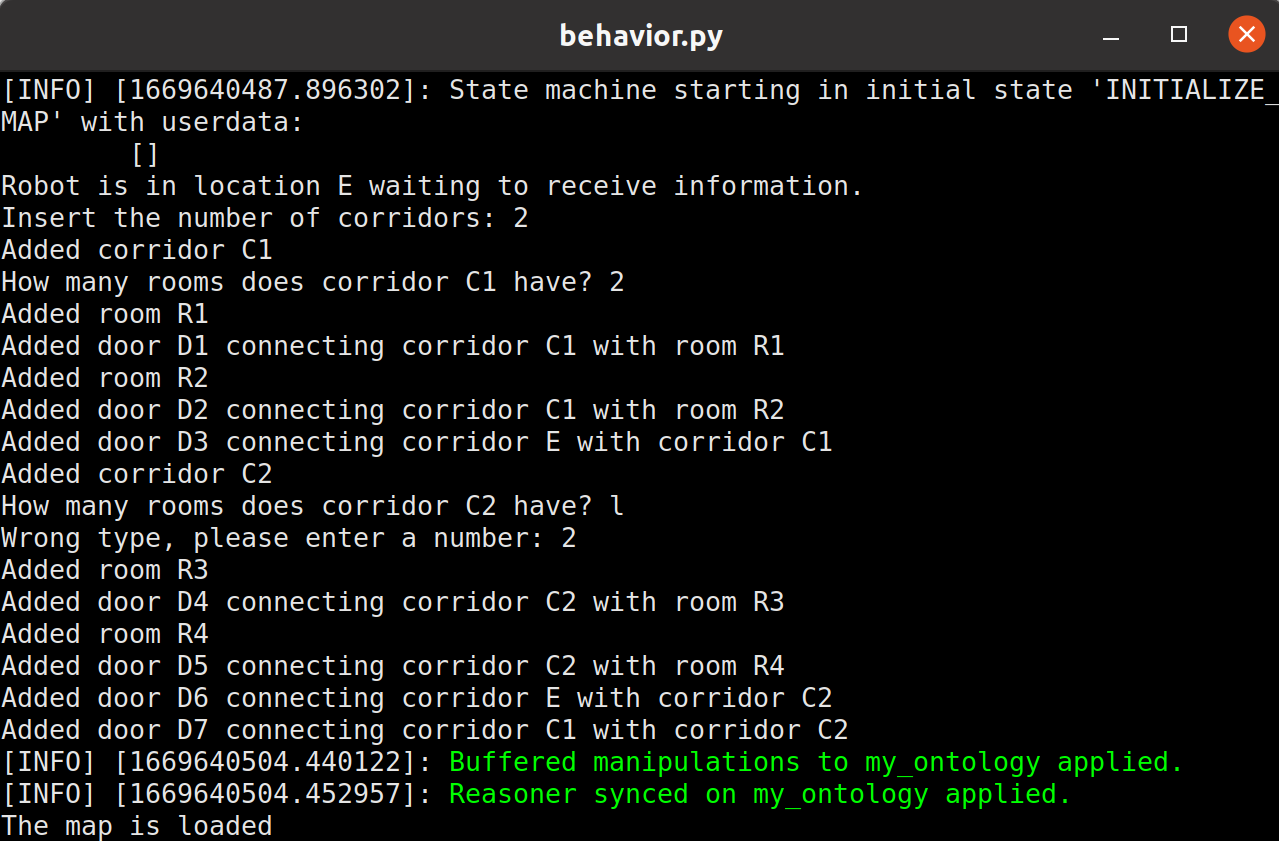 behavior.py
[INFO] [1669640487.896302]: State machine starting in initial state 'INITIALIZE_
MAP' with userdata:
        []
Robot is in location E waiting to receive information.
Insert the number of corridors: 2
Added corridor C1
How many rooms does corridor C1 have? 2
Added room R1
Added door D1 connecting corridor C1 with room R1
Added room R2
Added door D2 connecting corridor C1 with room R2
Added door D3 connecting corridor E with corridor C1
Added corridor C2
How many rooms does corridor C2 have? l
Wrong type, please enter a number: 2
Added room R3
Added door D4 connecting corridor C2 with room R3
Added room R4
Added door D5 connecting corridor C2 with room R4
Added door D6 connecting corridor E with corridor C2
Added door D7 connecting corridor C1 with corridor C2
[INFO] [1669640504.440122]: Buffered manipulations to my_ontology applied.
[INFO] [1669640504.452957]: Reasoner synced on my_ontology applied.
The map is loaded